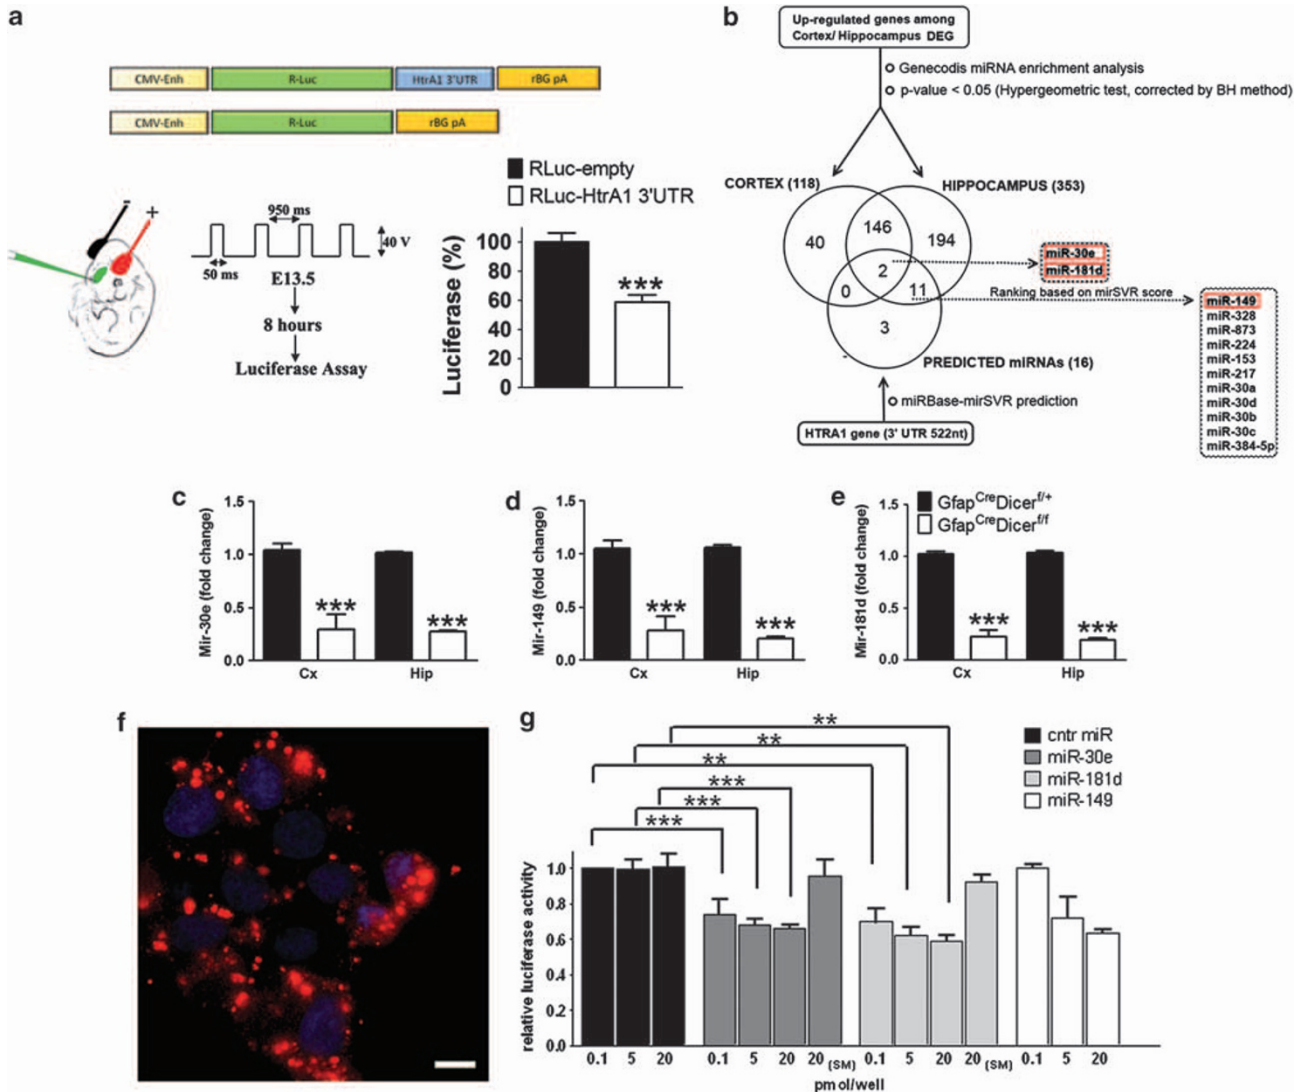 a
CMV-Enh R-Luc HtrA1 3'UTR rBG pA
CMV-Enh R-Luc rBG pA
- +
950 ms
40 V
50 ms
E13.5
8 hours
Luciferase Assay
RLuc-empty
RLuc-HtrA1 3'UTR
Luciferase (%)
100
80
60
40
20
0
***
b
Up-regulated genes among
Cortex/Hippocampus DEG
Genecodis miRNA enrichment analysis
p-value < 0.05 (Hypergeometric test, corrected by BH method)
CORTEX (118)
HIPPOCAMPUS (353)
40 146 194
2
0 11
3
-
PREDICTED miRNAs (16)
miRBase-mirSVR prediction
HTRA1 gene (3' UTR 522nt)
miR-30e
miR-181d
Ranking based on mirSVR score
miR-149
miR-328
miR-873
miR-224
miR-153
miR-217
miR-30a
miR-30d
miR-30b
miR-30c
miR-384-5p
c
Mir-30e (fold change)
1.5
1.0
0.5
0.0
*** ***
Cx Hip
d
Mir-149 (fold change)
1.5
1.0
0.5
0.0
*** ***
Cx Hip
e
Gfap^Cre Dicer^f/+
Gfap^Cre Dicer^f/f
Mir-181d (fold change)
1.5
1.0
0.5
0.0
*** ***
Cx Hip
f
g
cntr miR
miR-30e
miR-181d
miR-149
**
**
**
***
***
***
relative luciferase activity
1.0
0.8
0.6
0.4
0.2
0.0
0.1 5 20 0.1 5 20 20 (SM) 0.1 5 20 20 (SM) 0.1 5 20
pmol/well